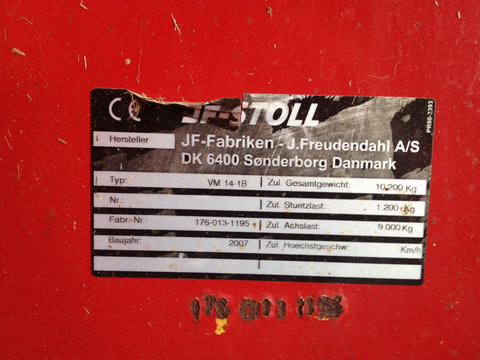 CE JF-STOLL
PR80-3393
Hersteller JF-Fabriken - J.Freudendahl A/S
DK 6400 Sønderborg Danmark
Typ: VM 14-1B Zul. Gesamtgewicht: 10.200 Kg
Nr.: Zul. Stuetzlast: 1.200 Kg
Fabr.-Nr.: 176-013-1195 Zul. Achslast: 9.000 Kg
Baujahr: 2007 Zul. Hoechstgeschw.: Km/h